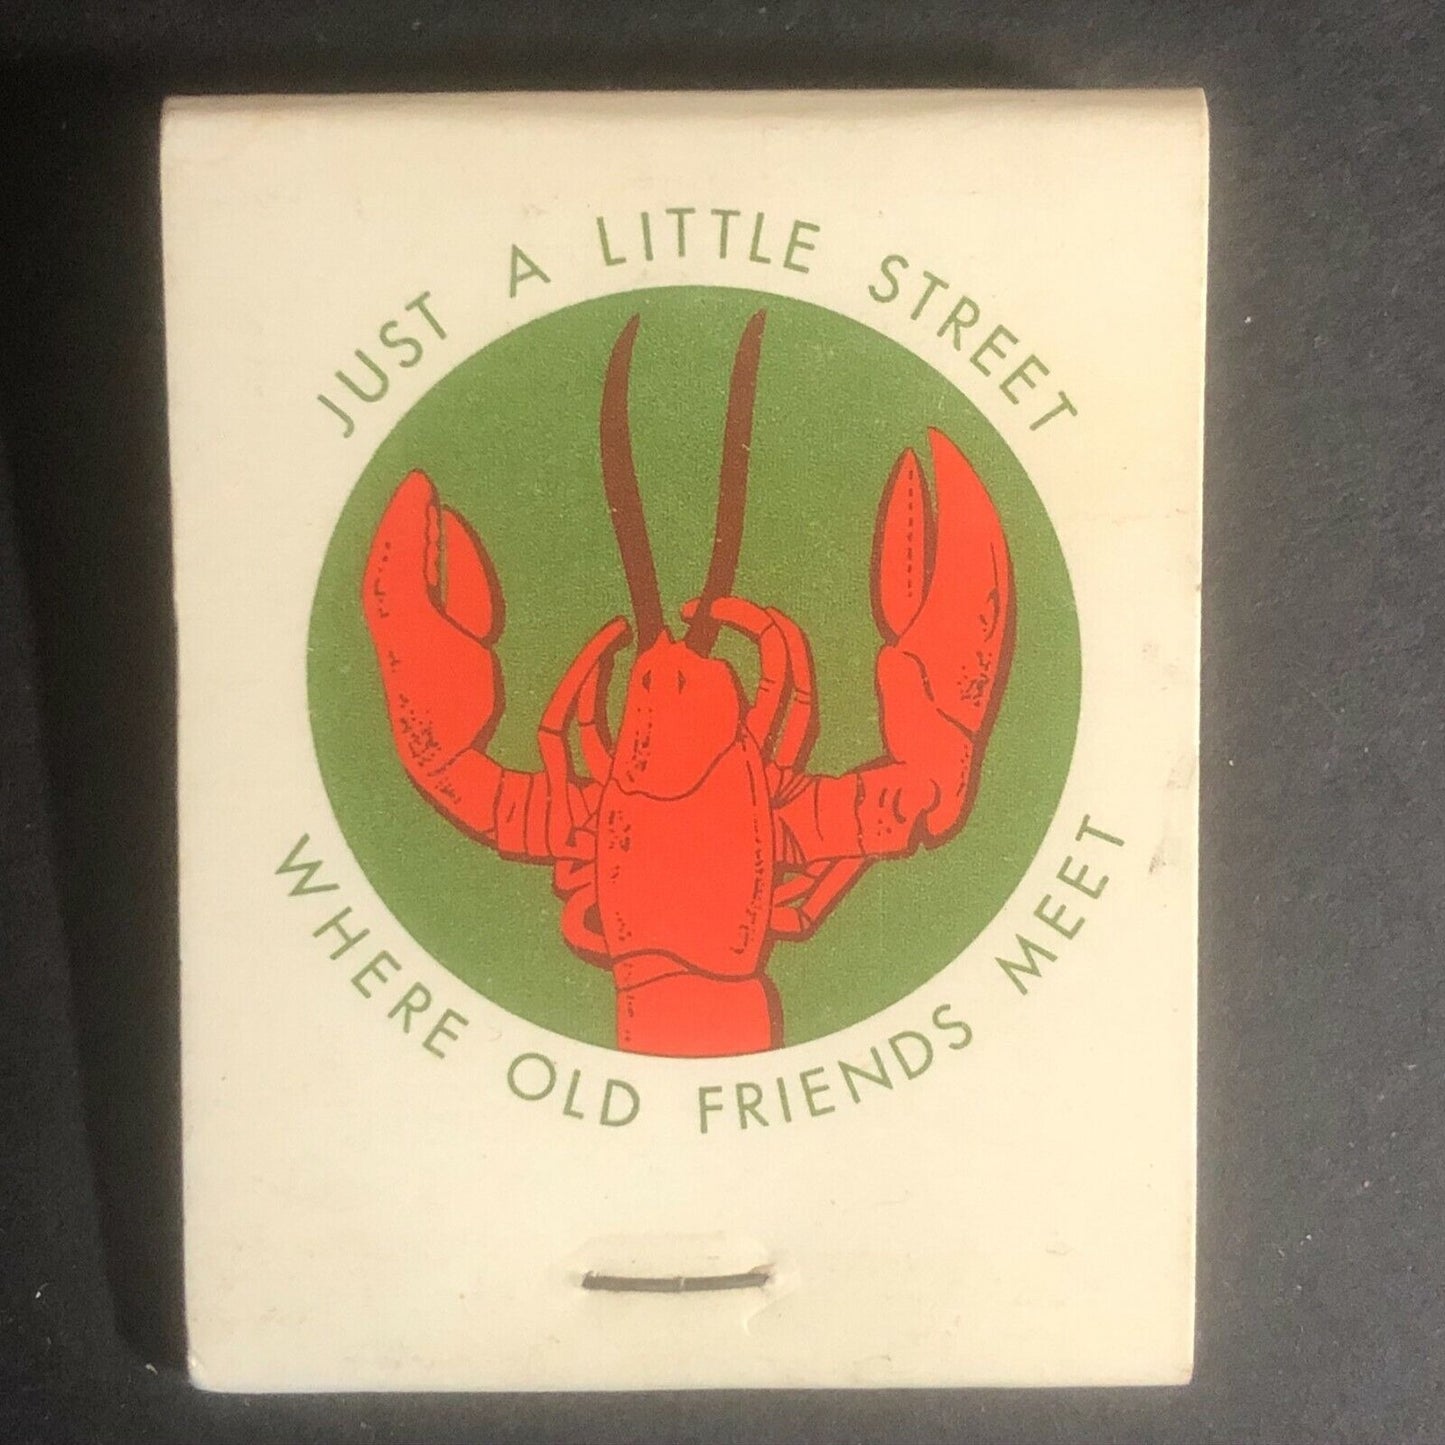 JUST A LITTLE STREET
WHERE OLD FRIENDS MEET